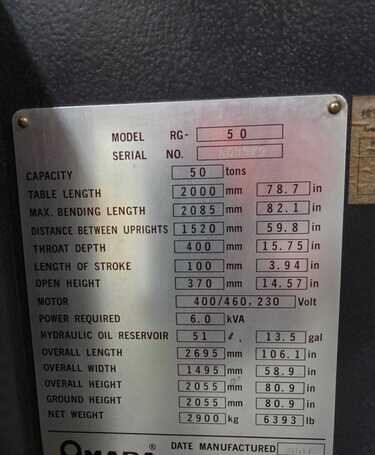 MODEL RG- 50
SERIAL NO.
CAPACITY 50 tons
TABLE LENGTH 2000 mm 78.7 in
MAX. BENDING LENGTH 2085 mm 82.1 in
DISTANCE BETWEEN UPRIGHTS 1520 mm 59.8 in
THROAT DEPTH 400 mm 15.75 in
LENGTH OF STROKE 100 mm 3.94 in
OPEN HEIGHT 370 mm 14.57 in
MOTOR 400/460,230 Volt
POWER REQUIRED 6.0 kVA
HYDRAULIC OIL RESERVOIR 51 ℓ, 13.5 gal
OVERALL LENGTH 2695 mm 106.1 in
OVERALL WIDTH 1495 mm 58.9 in
OVERALL HEIGHT 2055 mm 80.9 in
GROUND HEIGHT 2055 mm 80.9 in
NET WEIGHT 2900 kg 6393 lb
® DATE MANUFACTURED